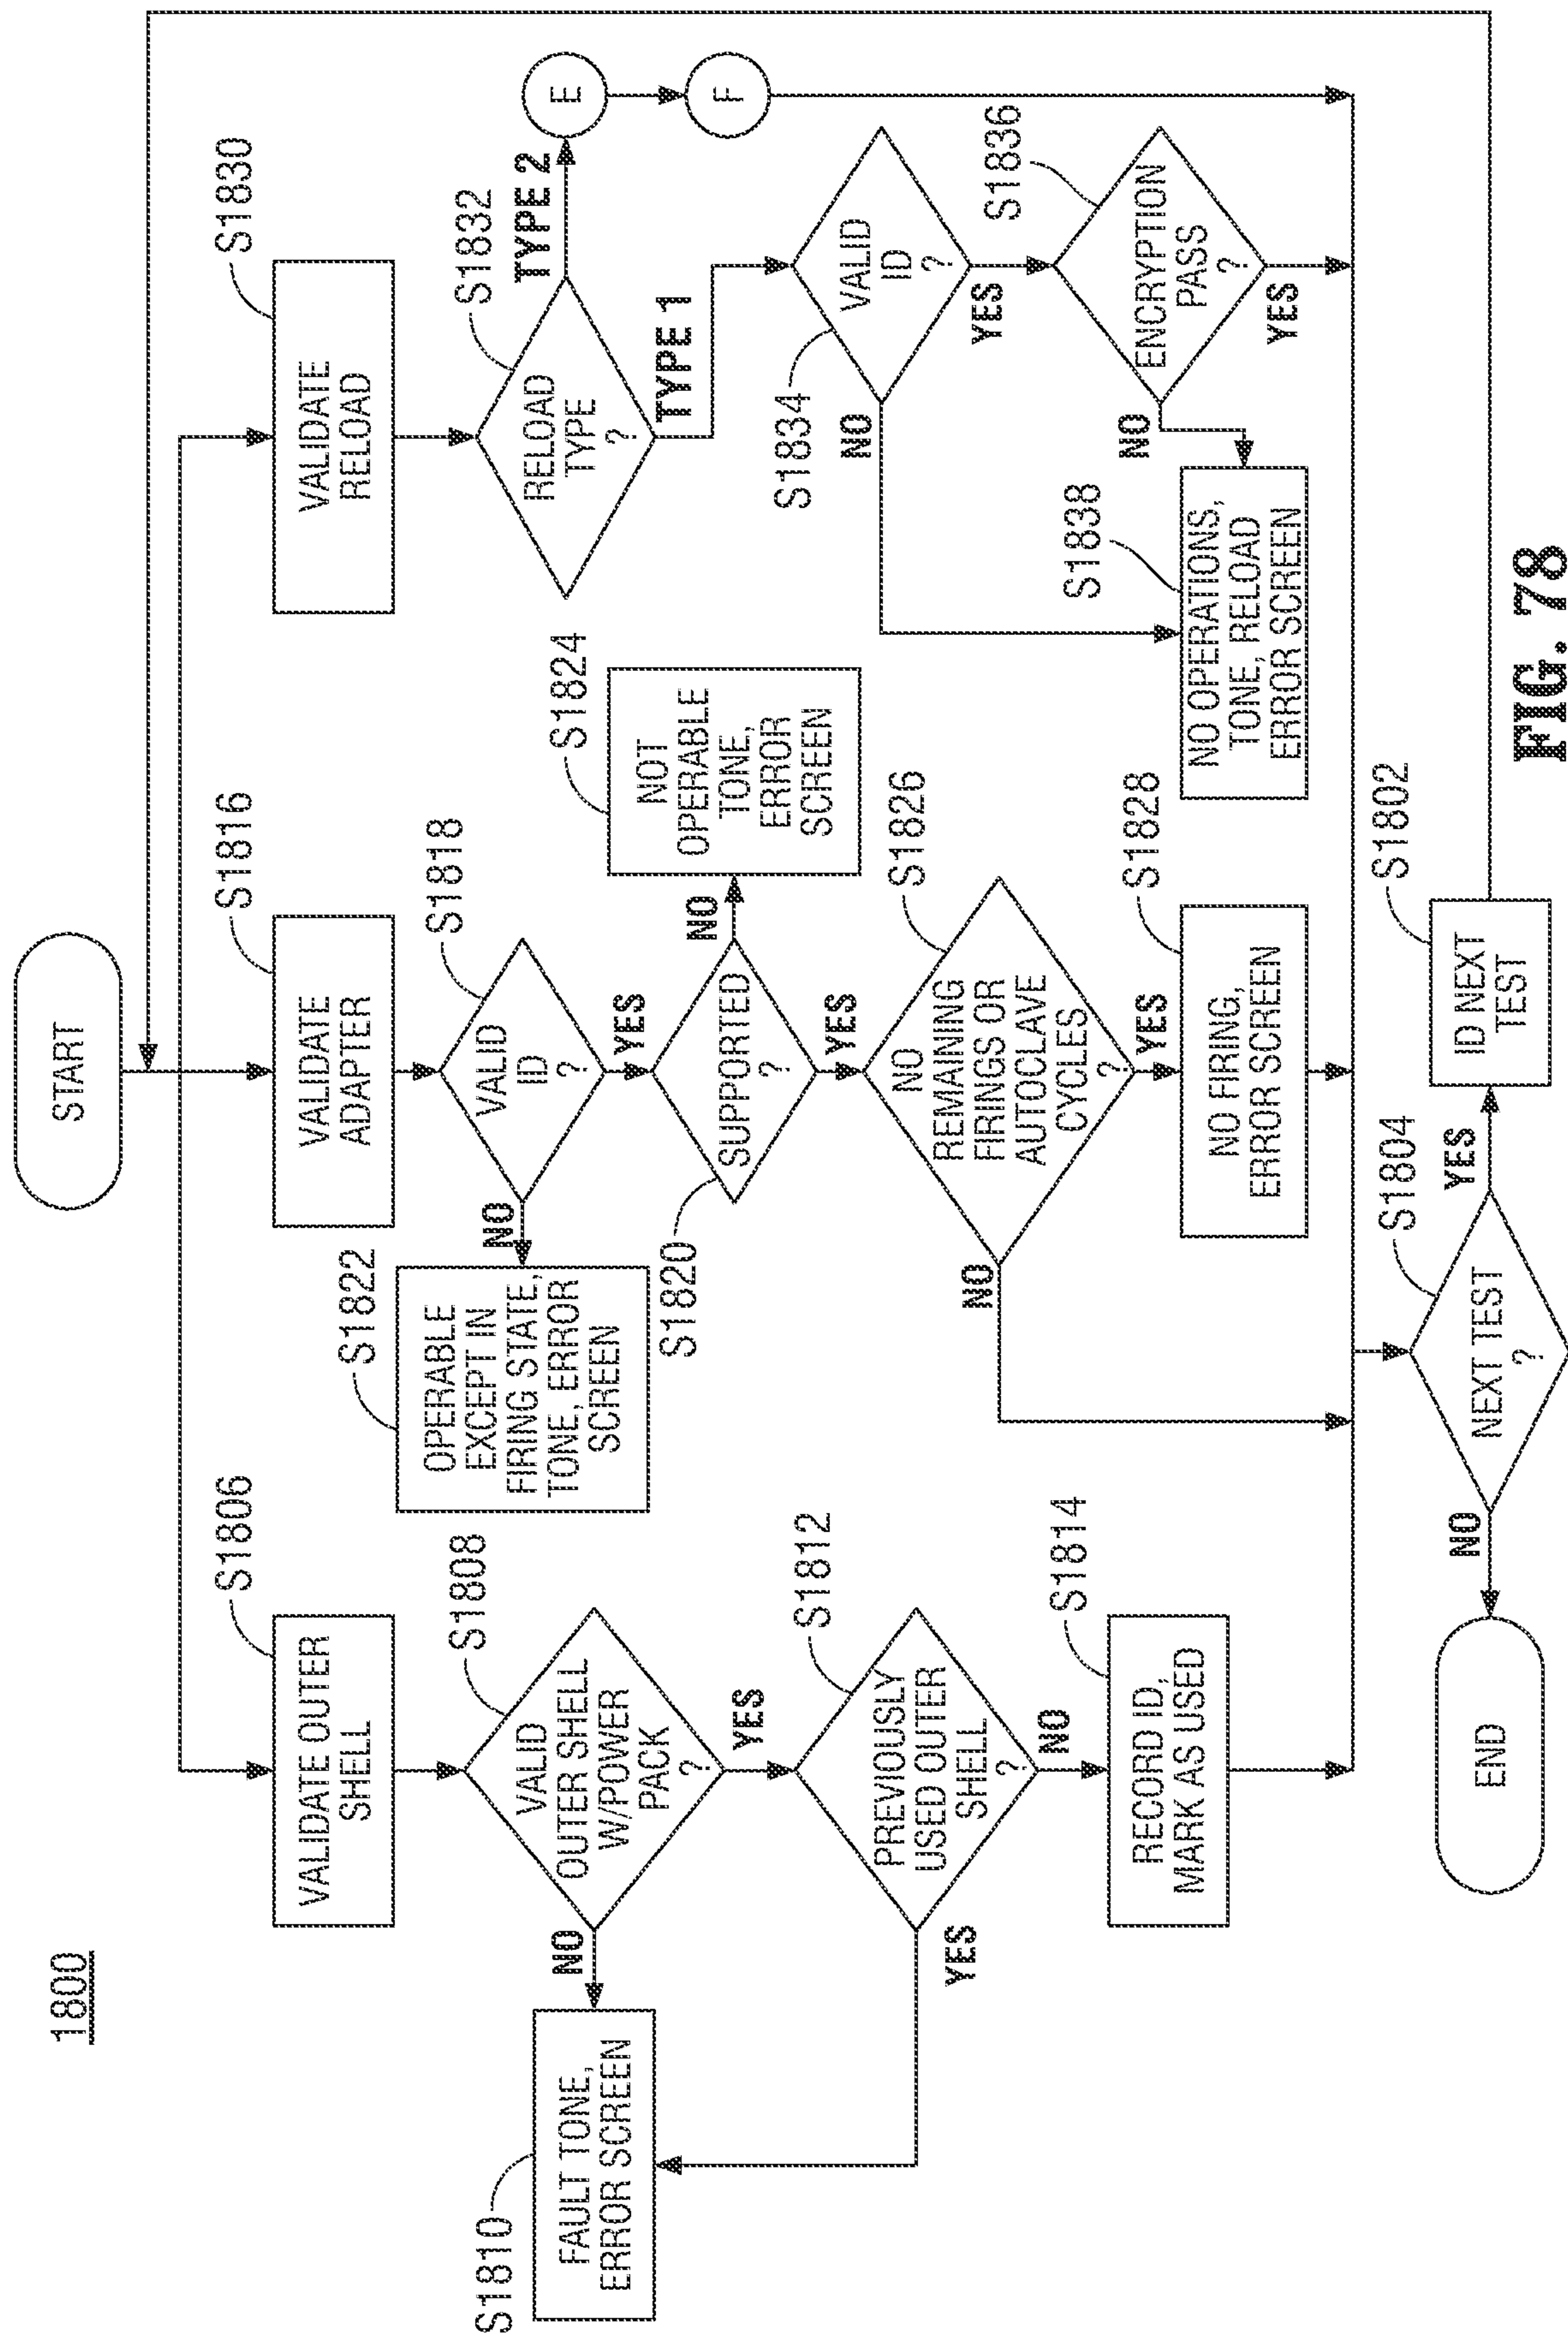 1800
START
S1806
VALIDATE OUTER
SHELL
S1808
VALID
OUTER SHELL
W/POWER
PACK
?
NO
YES
S1810
FAULT TONE,
ERROR SCREEN
S1812
PREVIOUSLY
USED OUTER
SHELL
?
YES
NO
S1814
RECORD ID,
MARK AS USED
S1816
VALIDATE
ADAPTER
S1818
VALID
ID
?
NO
YES
S1822
OPERABLE
EXCEPT IN
FIRING STATE,
TONE, ERROR
SCREEN
S1820
SUPPORTED
?
NO
YES
S1824
NOT
OPERABLE
TONE,
ERROR
SCREEN
S1826
NO
REMAINING
FIRINGS OR
AUTOCLAVE
CYCLES
?
NO
YES
S1828
NO FIRING,
ERROR SCREEN
S1830
VALIDATE
RELOAD
S1832
RELOAD
TYPE
?
TYPE 2
TYPE 1
E
F
S1834
VALID
ID
?
NO
YES
S1836
ENCRYPTION
PASS
?
NO
YES
S1838
NO OPERATIONS,
TONE, RELOAD
ERROR SCREEN
S1804
NEXT TEST
?
NO
YES
S1802
ID NEXT
TEST
END
FIG. 78